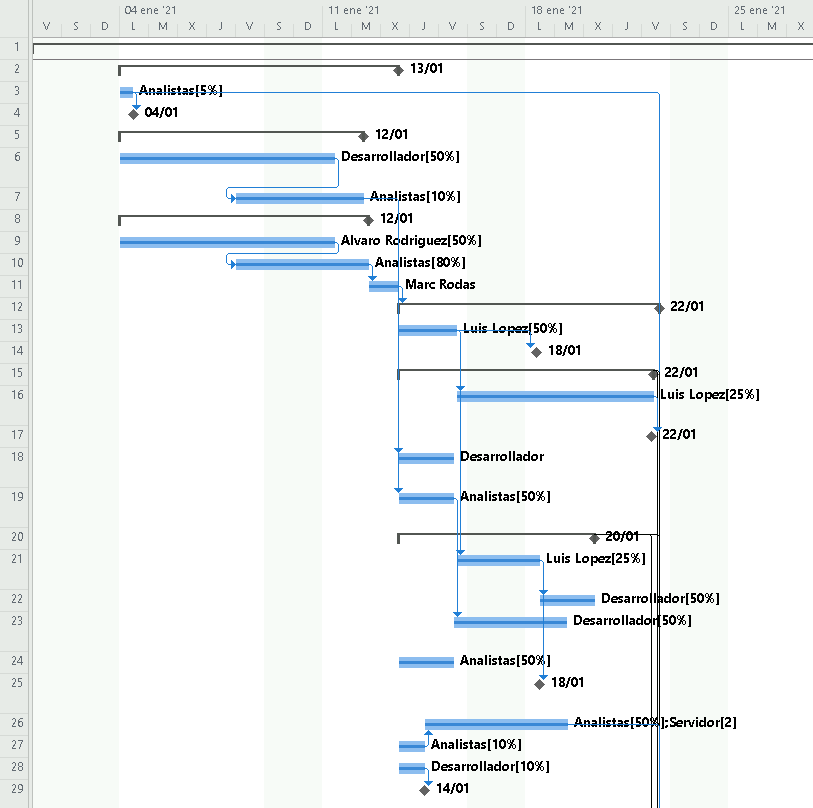 04 ene '21 11 ene '21 18 ene '21 25 ene '21
V S D L M X J V S D L M X J V S D L M X J V S D L M X
1
2 13/01
3 Analistas[5%]
4 04/01
5 12/01
6 Desarrollador[50%]
7 Analistas[10%]
8 12/01
9 Alvaro Rodriguez[50%]
10 Analistas[80%]
11 Marc Rodas
12 22/01
13 Luis Lopez[50%]
14 18/01
15 22/01
16 Luis Lopez[25%]
17 22/01
18 Desarrollador
19 Analistas[50%]
20 20/01
21 Luis Lopez[25%]
22 Desarrollador[50%]
23 Desarrollador[50%]
24 Analistas[50%]
25 18/01
26 Analistas[50%];Servidor[2]
27 Analistas[10%]
28 Desarrollador[10%]
29 14/01